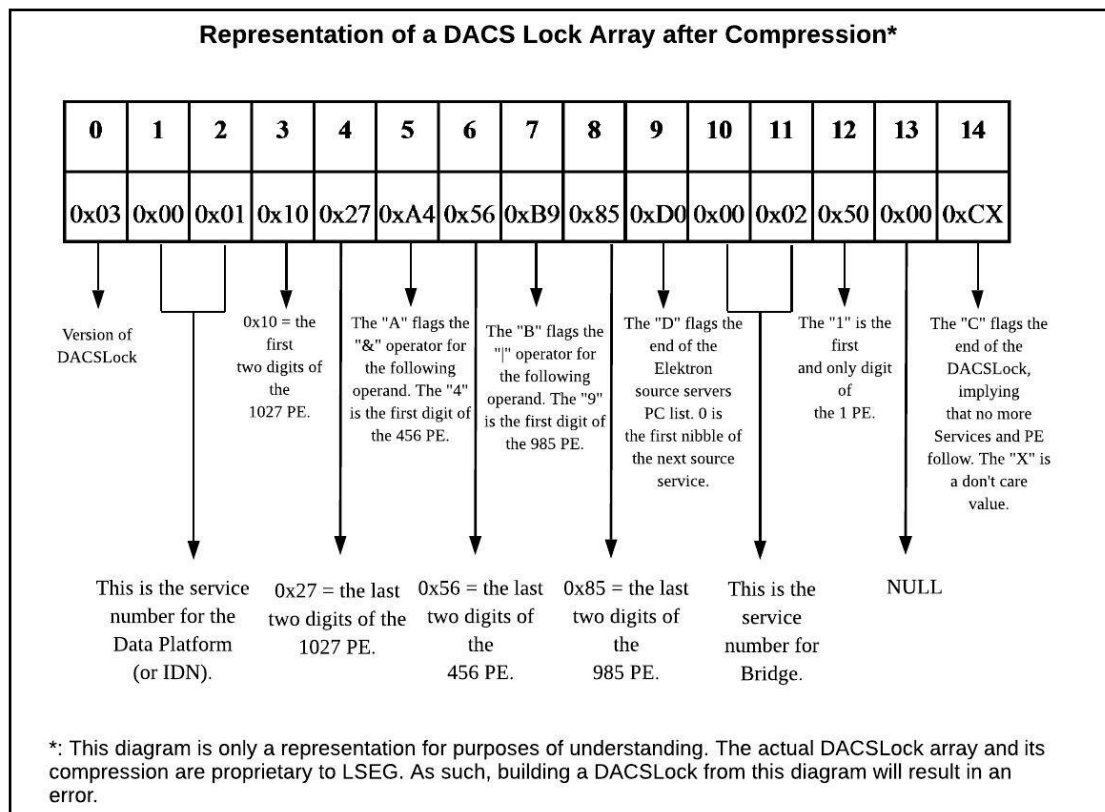 Representation of a DACS Lock Array after Compression*
0 1 2 3 4 5 6 7 8 9 10 11 12 13 14
0x03 0x00 0x01 0x10 0x27 0xA4 0x56 0xB9 0x85 0xD0 0x00 0x02 0x50 0x00 0xCX
Version of
DACSLock
0x10 = the
first
two digits of
the
1027 PE.
The "A" flags the
"&" operator for
the following
operand. The "4"
is the first digit of
the 456 PE.
The "B" flags the
"|" operator for
the following
operand. The "9"
is the first digit of
the 985 PE.
The "D" flags the
end of the
Elektron
source servers
PC list. 0 is
the first nibble of
the next source
service.
The "1" is the
first
and only digit
of
the 1 PE.
The "C" flags the
end of the
DACSLock,
implying
that no more
Services and PE
follow. The "X" is
a don't care
value.
This is the service
number for the
Data Platform
(or IDN).
0x27 = the last
two digits of the
1027 PE.
0x56 = the last
two digits of
the
456 PE.
0x85 = the last
two digits of
the
985 PE.
This is the
service
number for
Bridge.
NULL
*: This diagram is only a representation for purposes of understanding. The actual DACSLock array and its
compression are proprietary to LSEG. As such, building a DACSLock from this diagram will result in an
error.